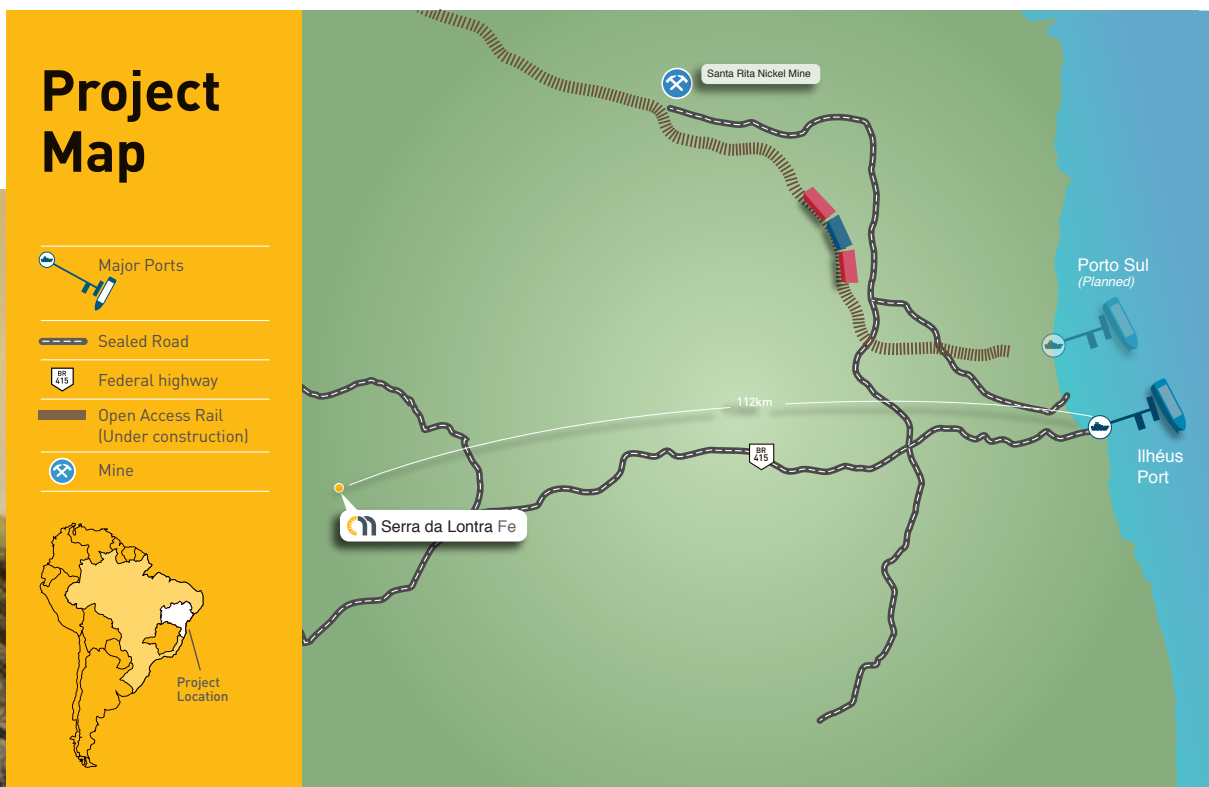 Project
Map
Major Ports
Sealed Road
BR
415
Federal highway
Open Access Rail
(Under construction)
Mine
Project
Location
Santa Rita Nickel Mine
Porto Sul
(Planned)
112km
BR
415
Ilhéus
Port
Serra da Lontra Fe